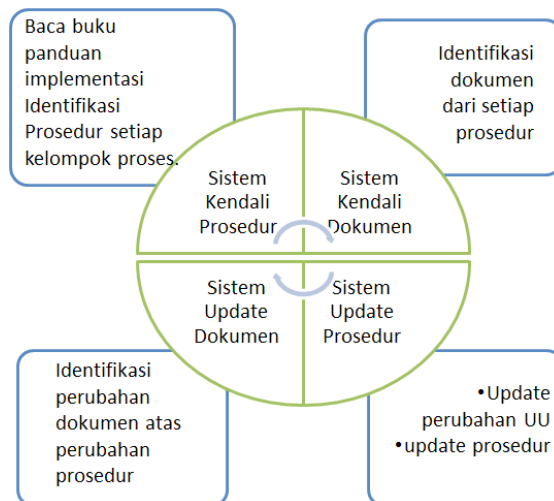 Baca buku
panduan
implementasi
Identifikasi
Prosedur setiap
kelompok proses.
Identifikasi
dokumen
dari setiap
prosedur
Sistem
Kendali
Prosedur
Sistem
Kendali
Dokumen
Sistem
Update
Dokumen
Sistem
Update
Prosedur
Identifikasi
perubahan
dokumen atas
perubahan
prosedur
•Update
perubahan UU
•update prosedur